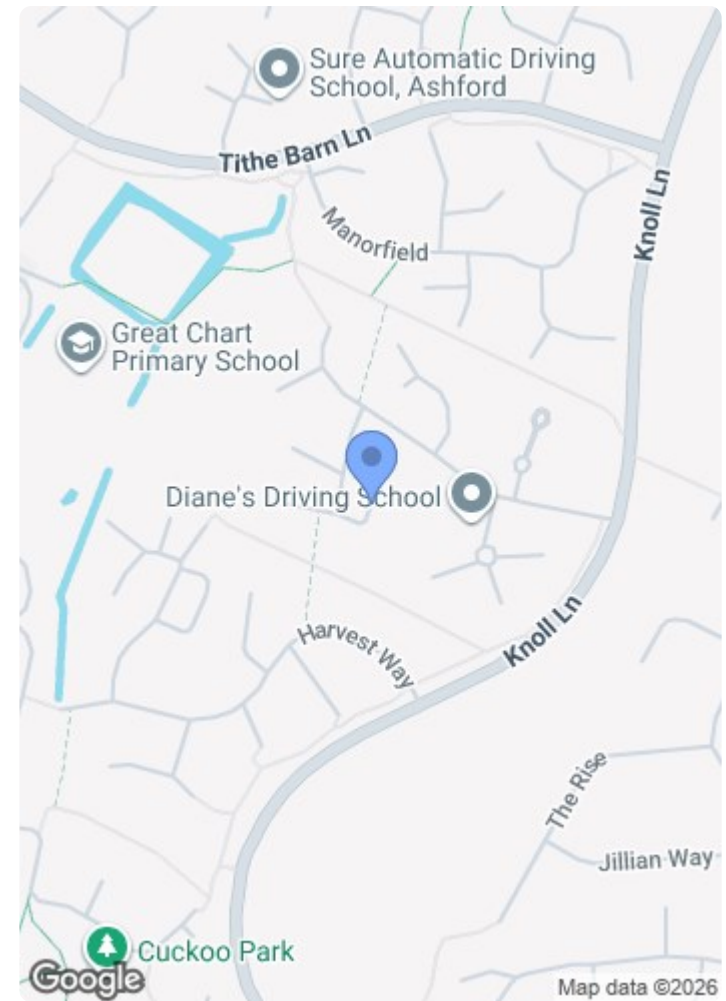 Sure Automatic Driving
School, Ashford
Tithe Barn Ln
Knoll Ln
Manorfield
Great Chart
Primary School
Diane's Driving School
Harvest Way
Knoll Ln
The Rise
Jillian Way
Cuckoo Park
Google
Map data ©2026